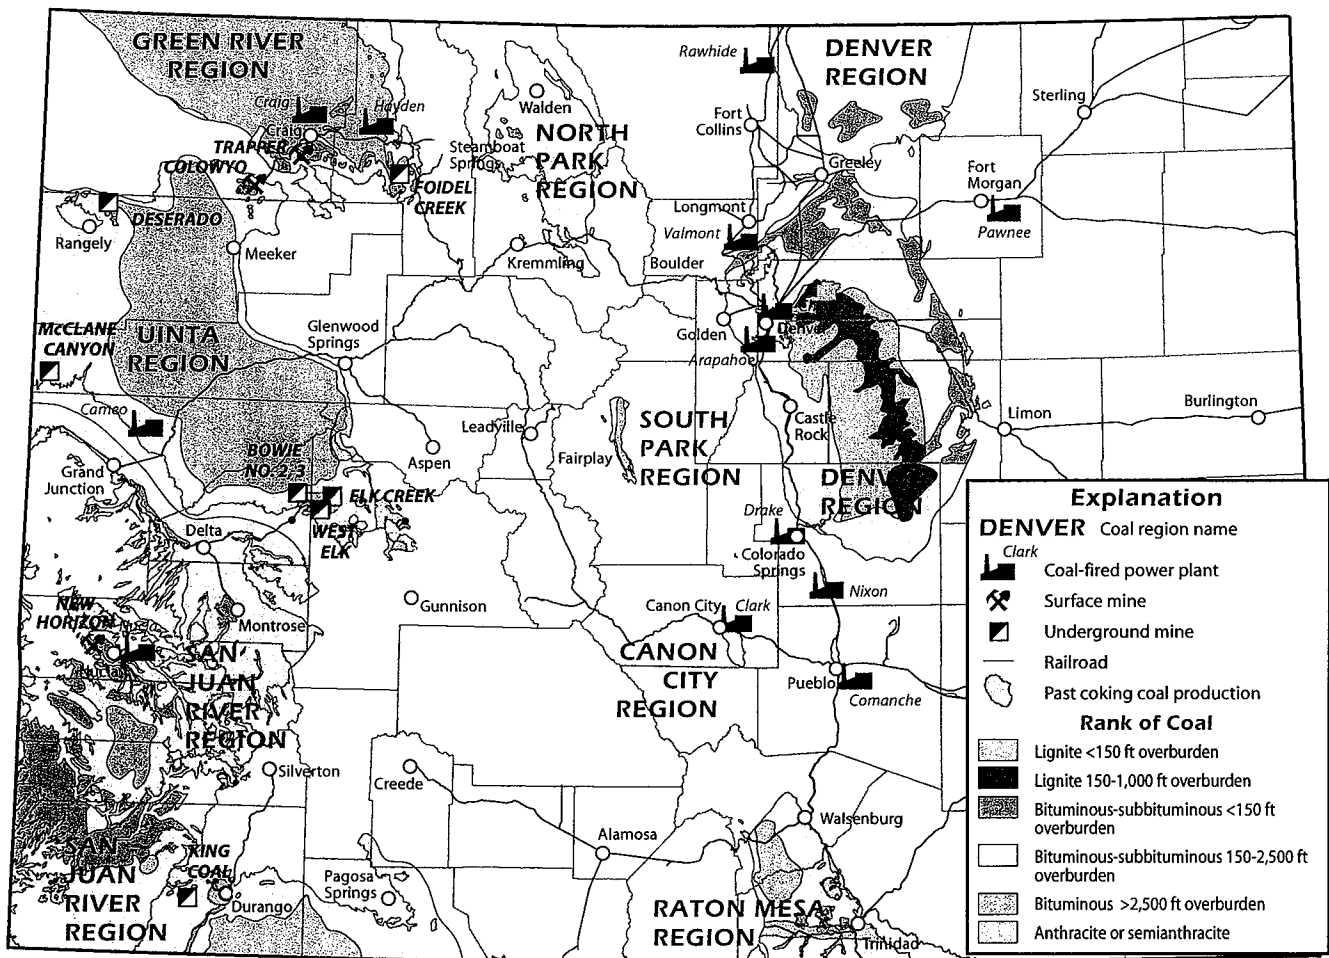 GREEN RIVER
REGION
Craig
Hayden
Craig
TRAPPER
COLOWYO
Walden
NORTH
PARK
REGION
Steamboat
Springs
FOIDEL
CREEK
Rawhide
DENVER
REGION
Fort
Collins
Greeley
Sterling
Fort
Morgan
Pawnee
Longmont
Valmont
Boulder
DESERADO
Rangely
Meeker
Kremmling
McCLANE
CANYON
UINTA
REGION
Glenwood
Springs
Golden
Denver
Arapahoe
Cameo
Grand
Junction
BOWIE
NO. 2, 3
Aspen
Leadville
Fairplay
SOUTH
PARK
REGION
Castle
Rock
Limon
Burlington
DENVER
REGION
ELK CREEK
WEST
ELK
Delta
Drake
Colorado
Springs
Nixon
NEW
HORIZON
Montrose
Gunnison
Canon City
Clark
CANON
CITY
REGION
Pueblo
Comanche
SAN
JUAN
RIVER
REGION
Silverton
Creede
Walsenburg
Alamosa
SAN
JUAN
RIVER
REGION
KING
COAL
Durango
Pagosa
Springs
RATON MESA
REGION
Trinidad
Explanation
DENVER Coal region name
Clark
Coal-fired power plant
Surface mine
Underground mine
Railroad
Past coking coal production
Rank of Coal
Lignite <150 ft overburden
Lignite 150-1,000 ft overburden
Bituminous-subbituminous <150 ft
overburden
Bituminous-subbituminous 150-2,500 ft
overburden
Bituminous >2,500 ft overburden
Anthracite or semianthracite